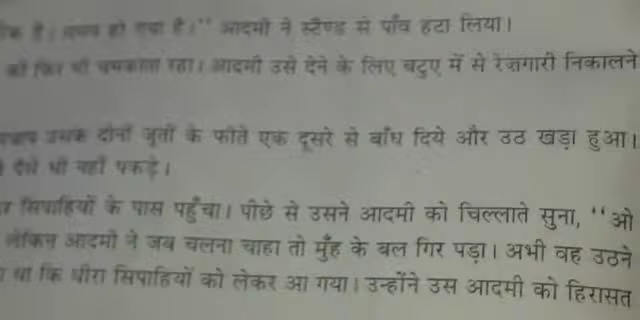 ठीक है। समय हो गया है।'' आदमी ने स्टैण्ड से पाँव हटा लिया।
को फिर भी चमकाता रहा। आदमी उसे देने के लिए बटुए में से रेज़गारी निकालने
उसके दोनों जूतों के फीते एक दूसरे से बाँध दिये और उठ खड़ा हुआ।
पैसे भी नहीं पकड़े।
सिपाहियों के पास पहुँचा। पीछे से उसने आदमी को चिल्लाते सुना, ''ओ
लेकिन आदमी ने जब चलना चाहा तो मुँह के बल गिर पड़ा। अभी वह उठने
था कि धीरा सिपाहियों को लेकर आ गया। उन्होंने उस आदमी को हिरासत